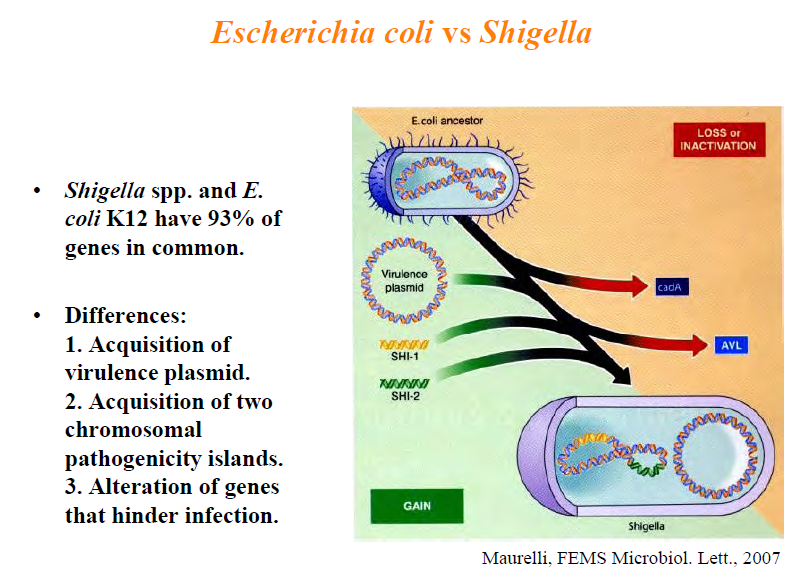 Escherichia coli vs Shigella
• Shigella spp. and E.
coli K12 have 93% of
genes in common.
• Differences:
1. Acquisition of
virulence plasmid.
2. Acquisition of two
chromosomal
pathogenicity islands.
3. Alteration of genes
that hinder infection.
E.coli ancestor
LOSS or
INACTIVATION
Virulence
plasmid
cadA
SHI-1
AVL
SHI-2
GAIN
Shigella
Maurelli, FEMS Microbiol. Lett., 2007